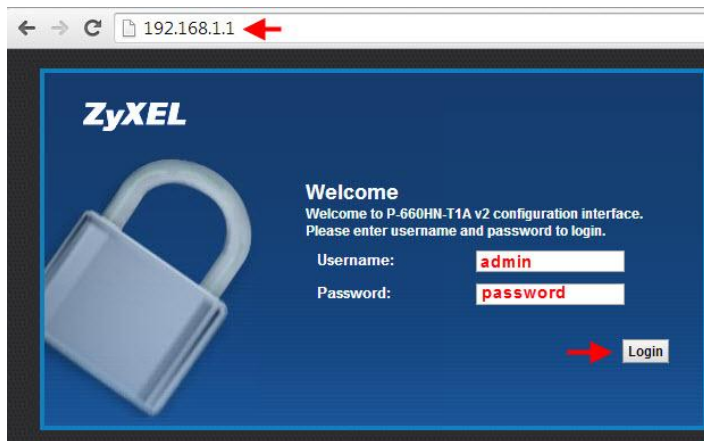 192.168.1.1
ZyXEL
Welcome
Welcome to P-660HN-T1A v2 configuration interface.
Please enter username and password to login.
Username: admin
Password: password
Login